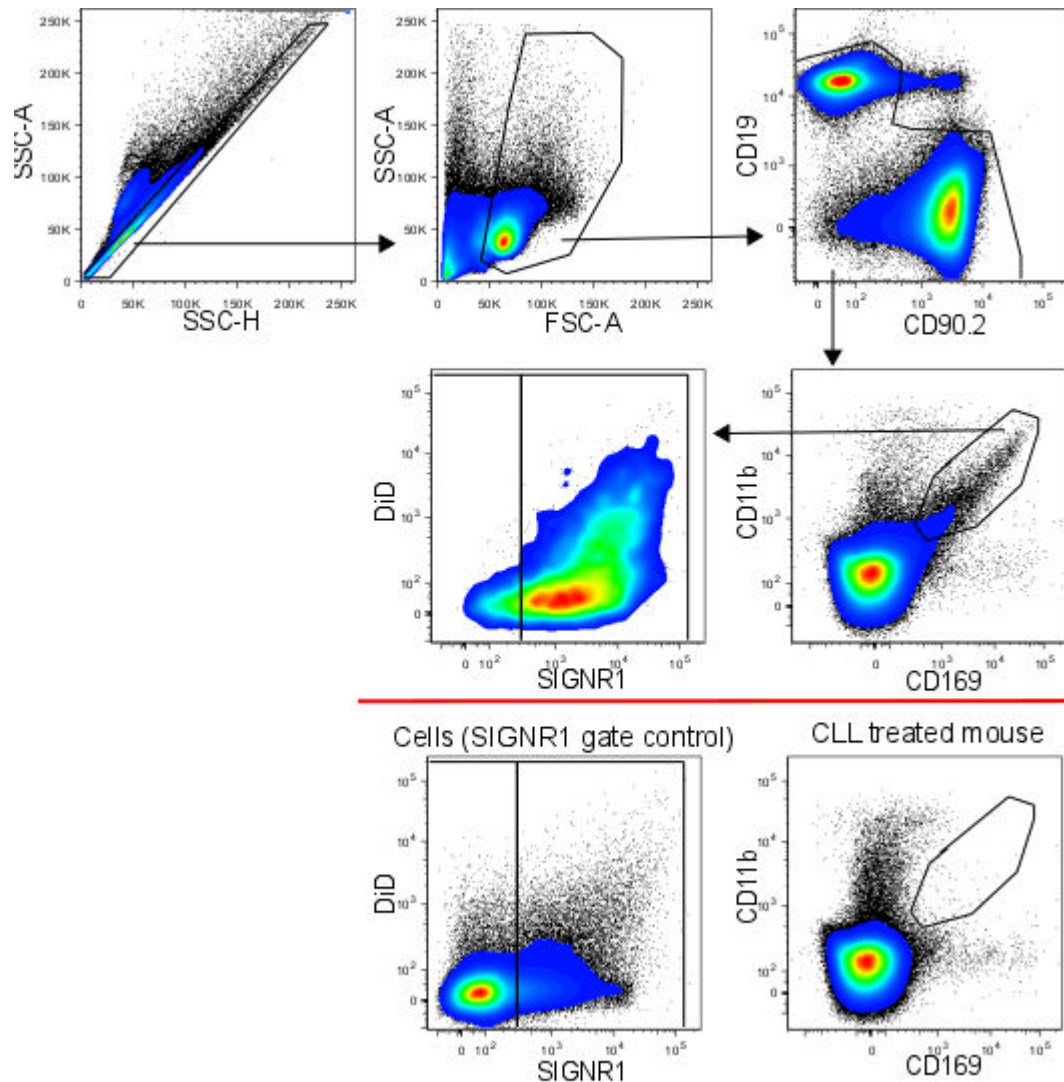 SSC-A
250K
200K
150K
100K
50K
0
0 50K 100K 150K 200K 250K
SSC-H
SSC-A
250K
200K
150K
100K
50K
0
0 50K 100K 150K 200K 250K
FSC-A
CD19
10⁵
10⁴
10³
0
0 10² 10³ 10⁴ 10⁵
CD90.2
DiD
10⁵
10⁴
10³
10²
0
0 10² 10³ 10⁴ 10⁵
SIGNR1
CD11b
10⁵
10⁴
10³
10²
0
0 10³ 10⁴ 10⁵
CD169
Cells (SIGNR1 gate control)
DiD
10⁵
10⁴
10³
10²
0
0 10² 10³ 10⁴ 10⁵
SIGNR1
CLL treated mouse
CD11b
10⁵
10⁴
10³
10²
0
0 10³ 10⁴ 10⁵
CD169